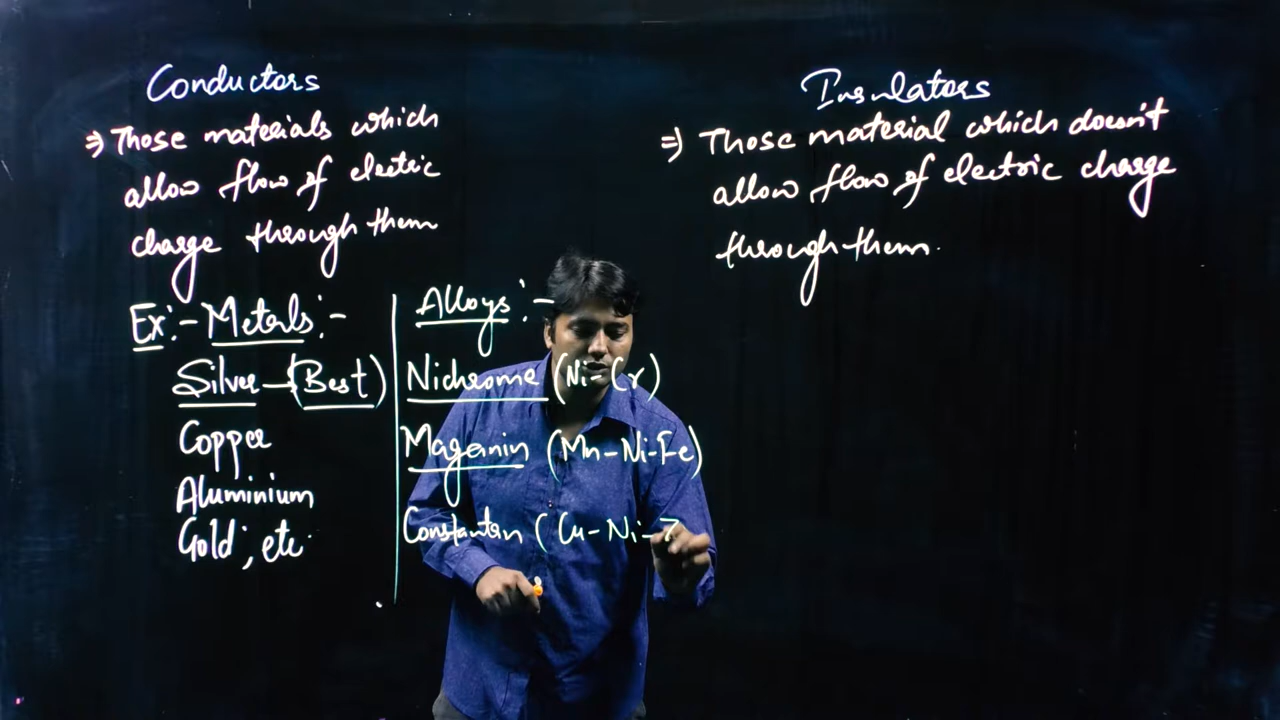 Conductors
⇒ Those materials which
allow flow of electric
charge through them
Ex:- Metals:-
Silver → (Best)
Copper
Aluminium
Gold, etc.
Alloys:-
Nichrome (Ni-Cr)
Maganin (Mn-Ni-Fe)
Constantan ( Cu-Ni-
Insulators
⇒ Those material which doesn't
allow flow of electric charge
through them.